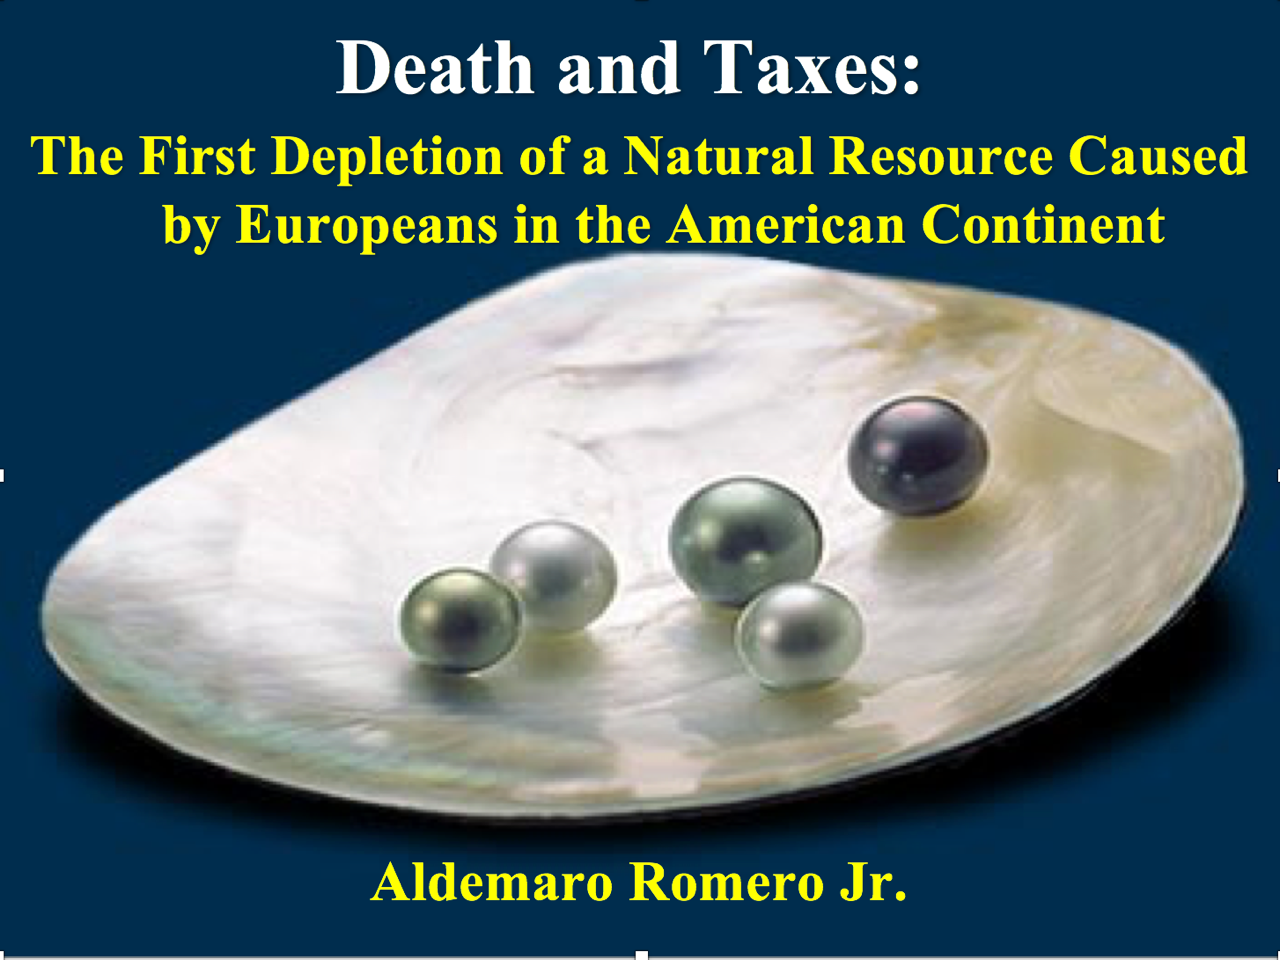 Death and Taxes:
The First Depletion of a Natural Resource Caused
by Europeans in the American Continent
Aldemaro Romero Jr.